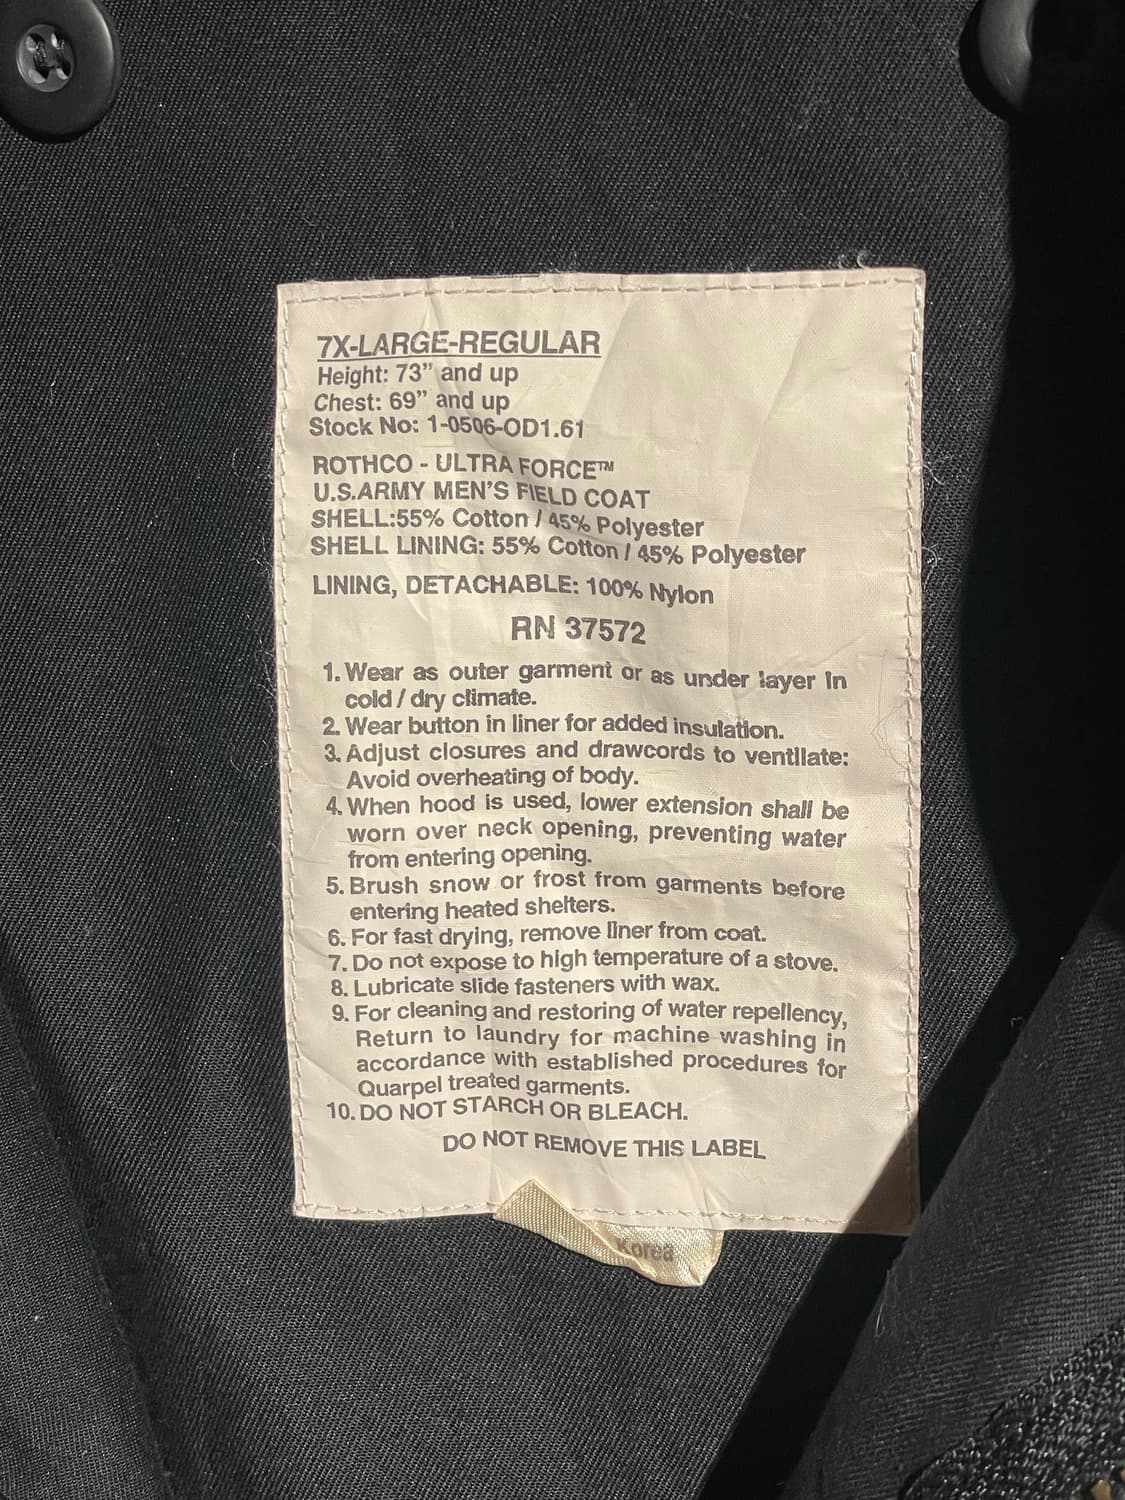 7X-LARGE-REGULAR
Height: 73” and up
Chest: 69” and up
Stock No: 1-0506-OD1.61
ROTHCO - ULTRA FORCE™
U.S.ARMY MEN’S FIELD COAT
SHELL:55% Cotton / 45% Polyester
SHELL LINING: 55% Cotton / 45% Polyester
LINING, DETACHABLE: 100% Nylon
RN 37572
1. Wear as outer garment or as under layer in
cold / dry climate.
2. Wear button in liner for added insulation.
3. Adjust closures and drawcords to ventilate:
Avoid overheating of body.
4. When hood is used, lower extension shall be
worn over neck opening, preventing water
from entering opening.
5. Brush snow or frost from garments before
entering heated shelters.
6. For fast drying, remove liner from coat.
7. Do not expose to high temperature of a stove.
8. Lubricate slide fasteners with wax.
9. For cleaning and restoring of water repellency,
Return to laundry for machine washing in
accordance with established procedures for
Quarpel treated garments.
10. DO NOT STARCH OR BLEACH.
DO NOT REMOVE THIS LABEL
Korea